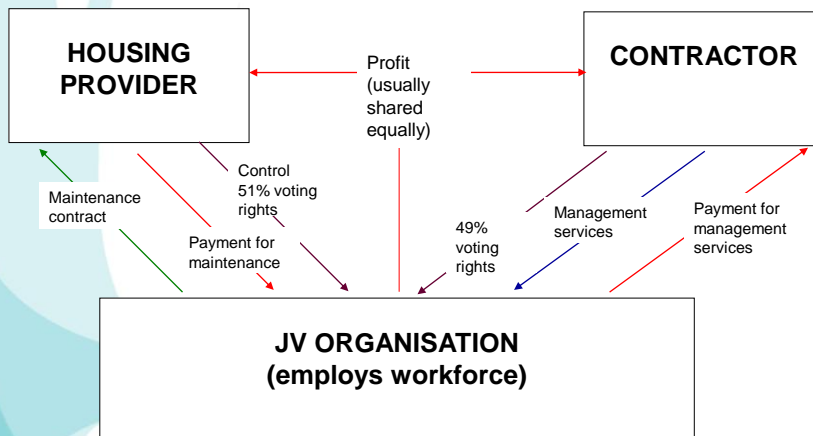 HOUSING
PROVIDER
Profit
(usually
shared
equally)
CONTRACTOR
Maintenance
contract
Payment for
maintenance
Control
51% voting
rights
49%
voting
rights
Management
services
Payment for
management
services
JV ORGANISATION
(employs workforce)